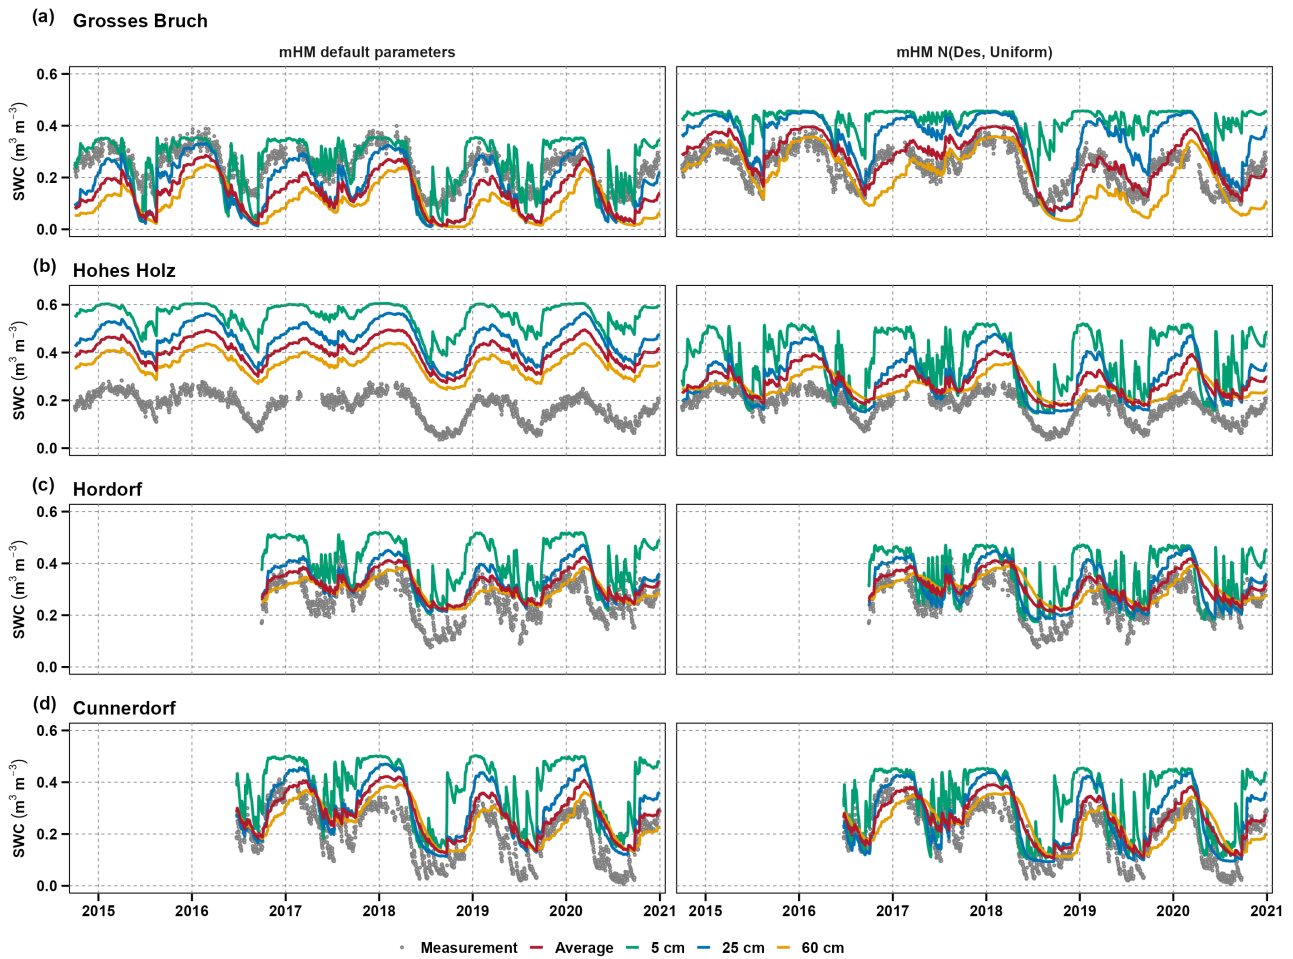 (a) Grosses Bruch
mHM default parameters
mHM N(Des, Uniform)
SWC (m³ m⁻³)
0.6
0.4
0.2
0.0
(b) Hohes Holz
SWC (m³ m⁻³)
0.6
0.4
0.2
0.0
(c) Hordorf
SWC (m³ m⁻³)
0.6
0.4
0.2
0.0
(d) Cunnerdorf
SWC (m³ m⁻³)
0.6
0.4
0.2
0.0
2015 2016 2017 2018 2019 2020 2021
2015 2016 2017 2018 2019 2020 2021
Measurement Average 5 cm 25 cm 60 cm